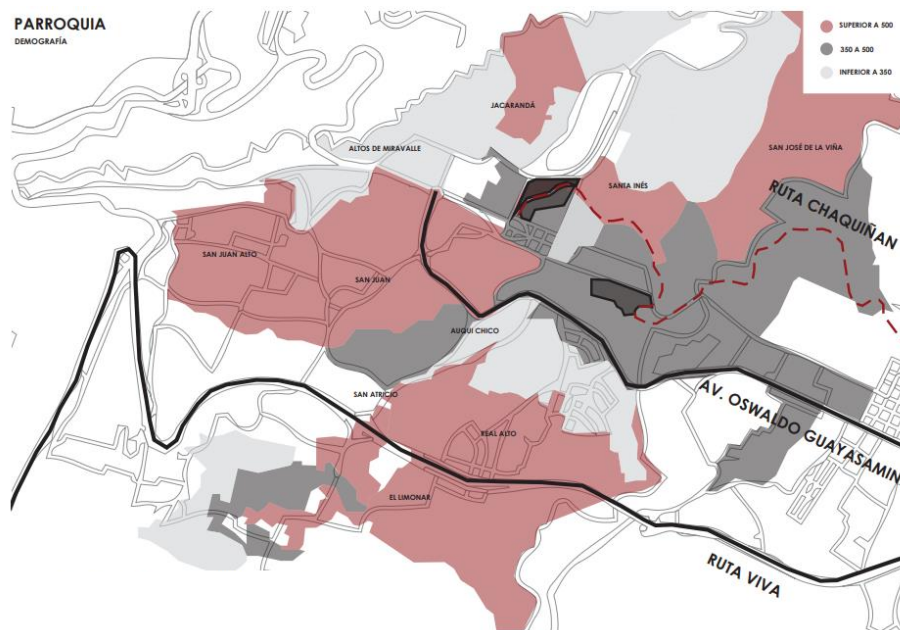 PARROQUIA
DEMOGRAFÍA
SUPERIOR A 500
350 A 500
INFERIOR A 350
JACARANDÁ
ALTOS DE MIRAVALLE
SAN JOSÉ DE LA VIÑA
SANTA INÉS
RUTA CHAQUIÑAN
SAN JUAN ALTO
SAN JUAN
AUQUI CHICO
SAN ATRICIO
REAL ALTO
AV. OSWALDO GUAYASAMIN
EL LIMONAR
RUTA VIVA